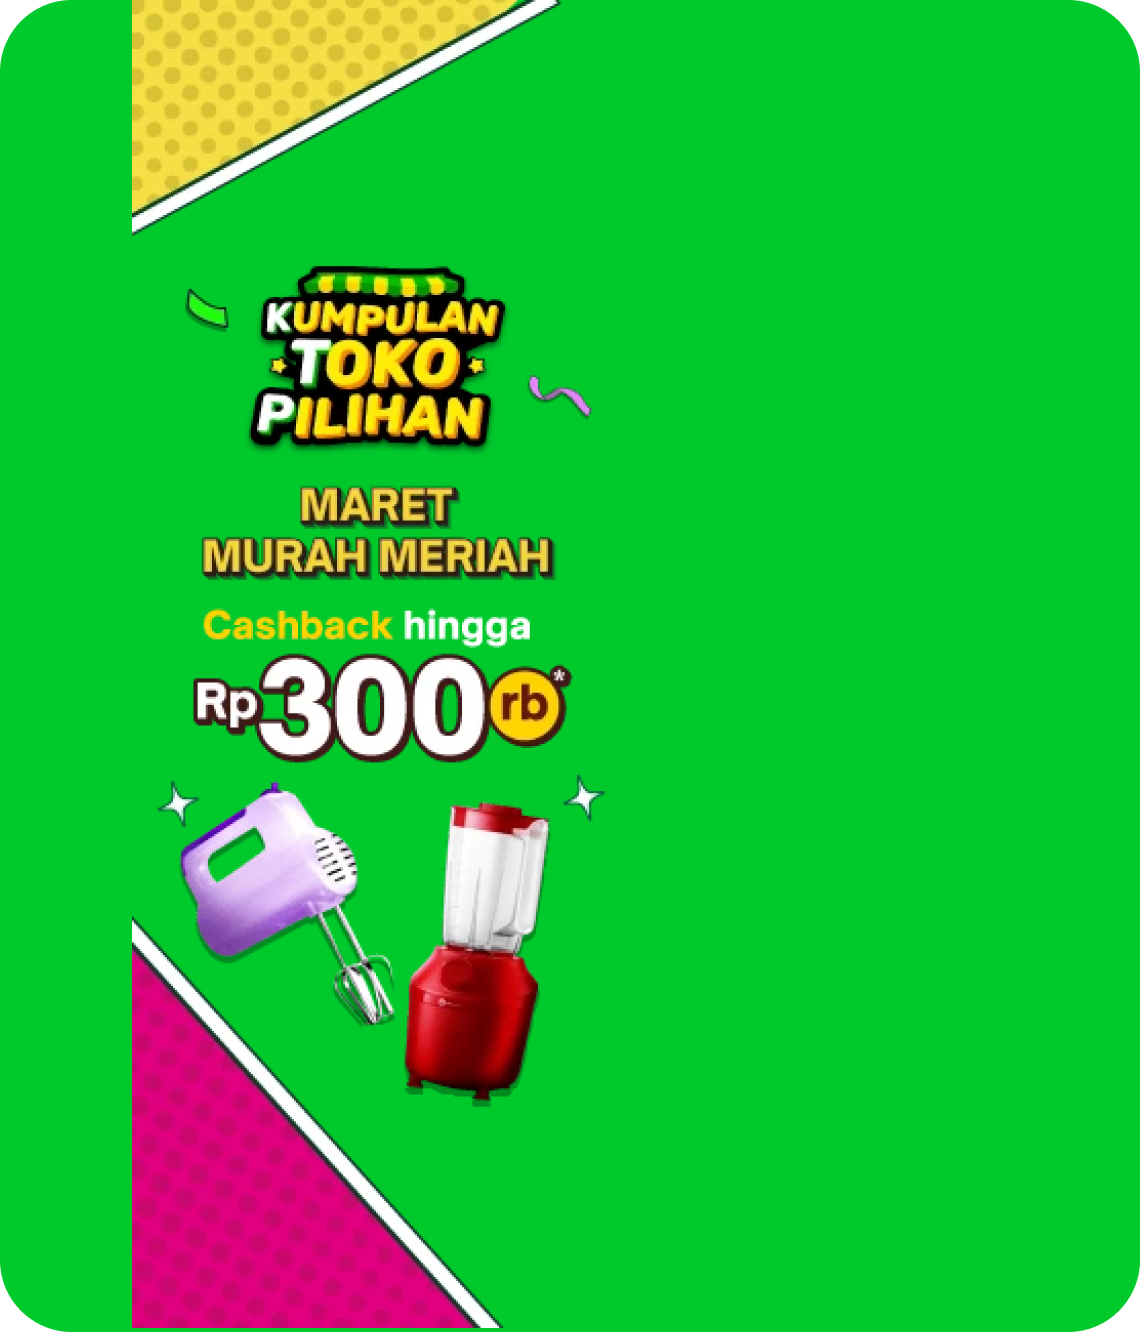 KUMPULAN
TOKO
PILIHAN
MARET
MURAH MERIAH
Cashback hingga
Rp300rb*